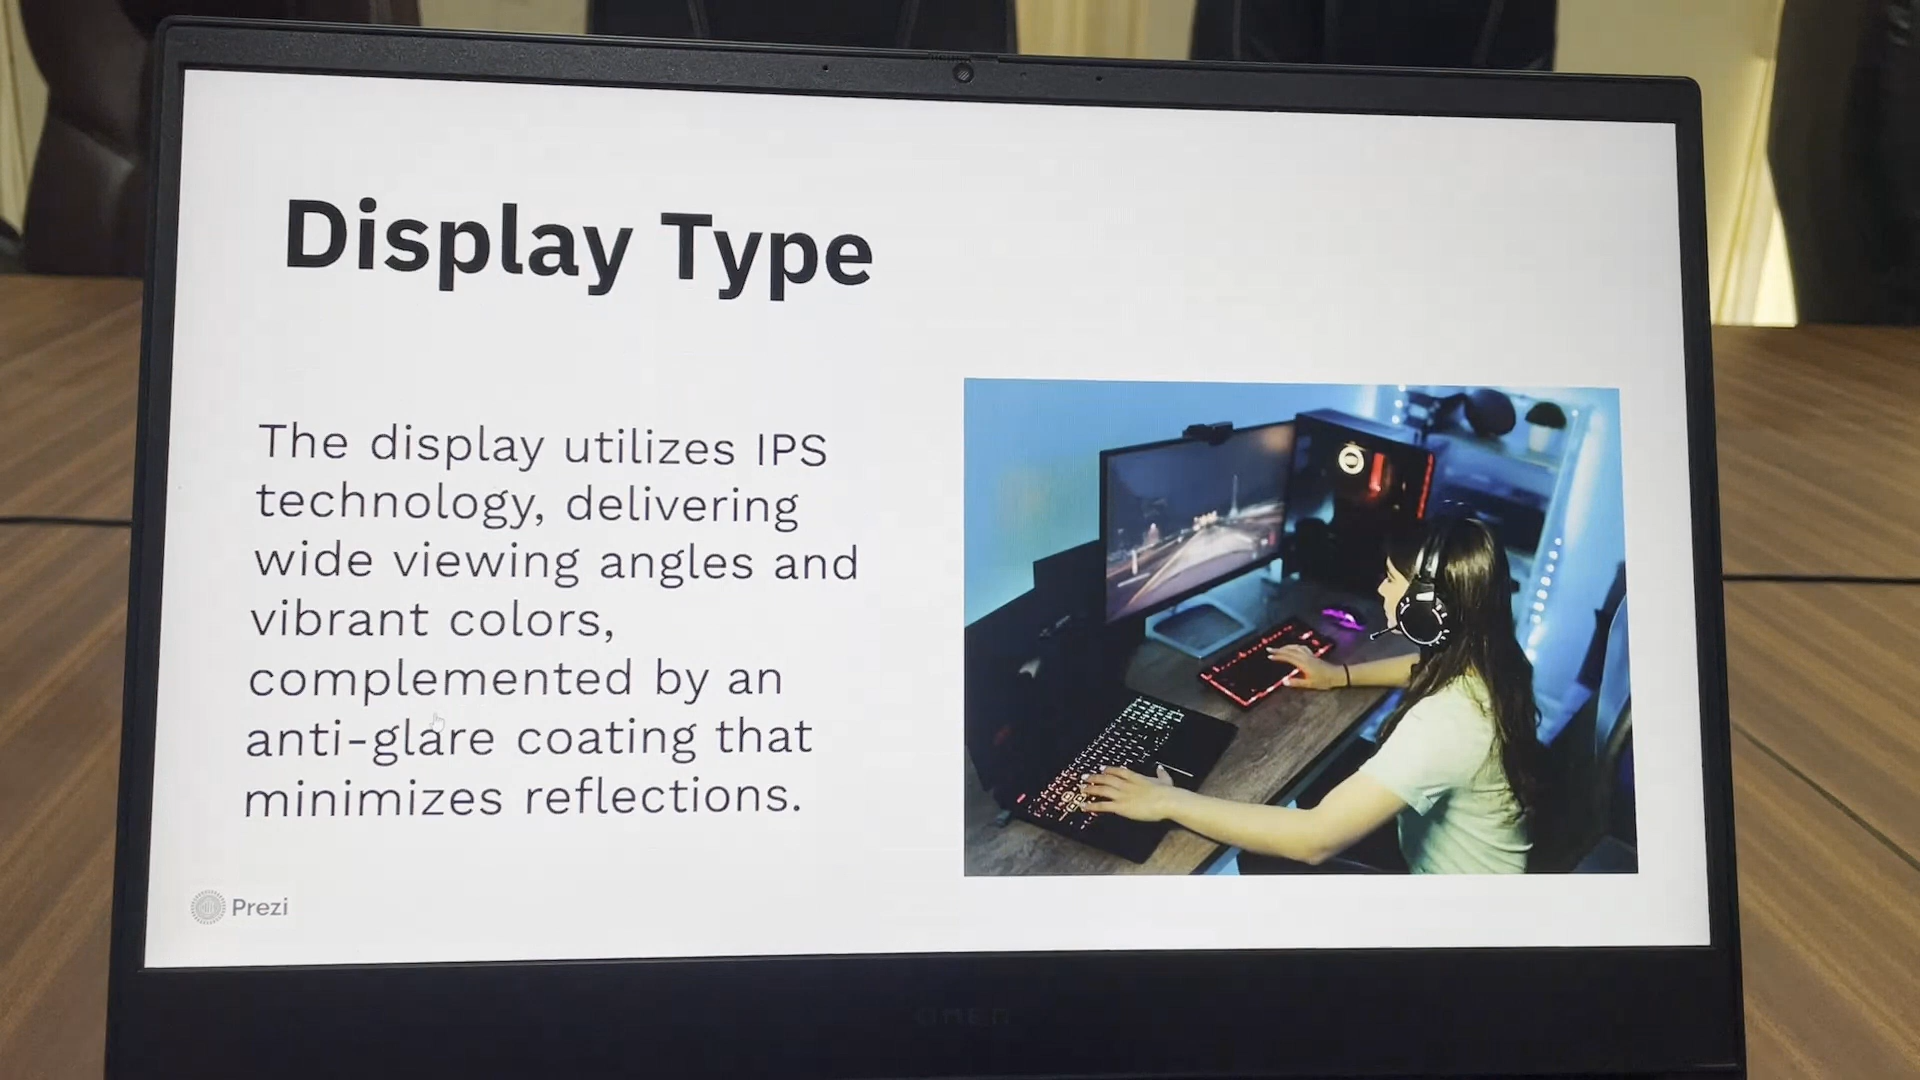 Display Type
The display utilizes IPS
technology, delivering
wide viewing angles and
vibrant colors,
complemented by an
anti-glare coating that
minimizes reflections.
Prezi
OMEN